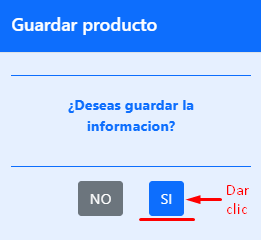 Guardar producto
¿Deseas guardar la
informacion?
NO
SI
Dar
clic